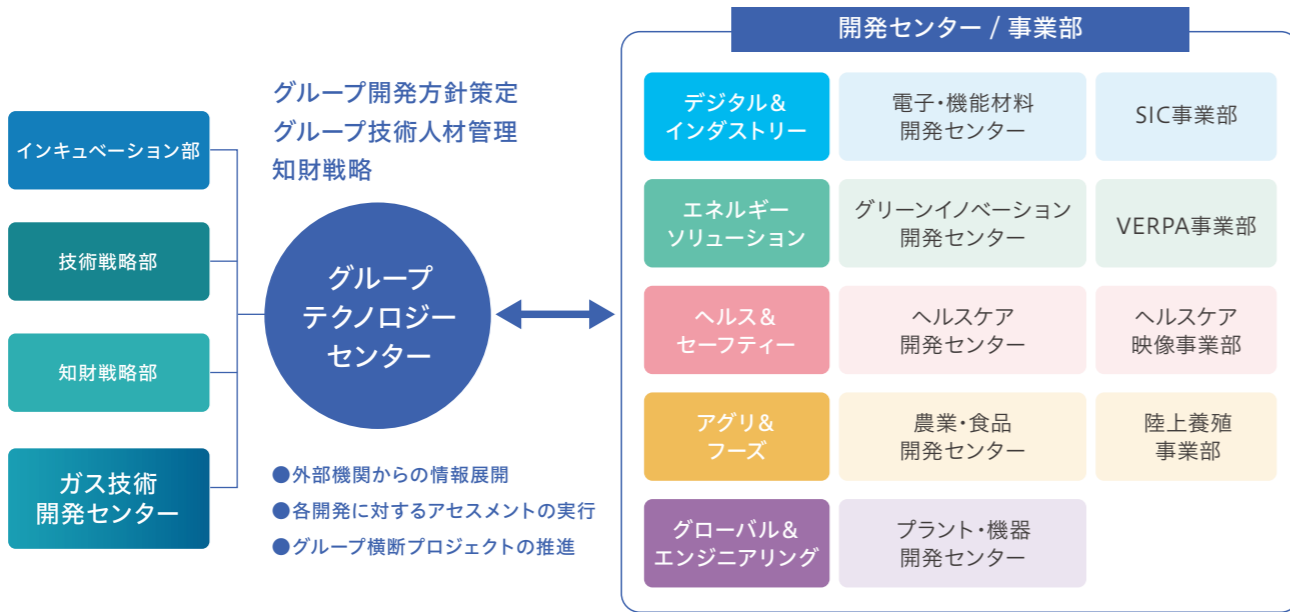 インキュベーション部
技術戦略部
知財戦略部
ガス技術
開発センター
グループ開発方針策定
グループ技術人材管理
知財戦略
グループ
テクノロジー
センター
●外部機関からの情報展開
●各開発に対するアセスメントの実行
●グループ横断プロジェクトの推進
開発センター / 事業部
デジタル&
インダストリー
電子・機能材料
開発センター
SIC事業部
エネルギー
ソリューション
グリーンイノベーション
開発センター
VERPA事業部
ヘルス&
セーフティー
ヘルスケア
開発センター
ヘルスケア
映像事業部
アグリ&
フーズ
農業・食品
開発センター
陸上養殖
事業部
グローバル&
エンジニアリング
プラント・機器
開発センター